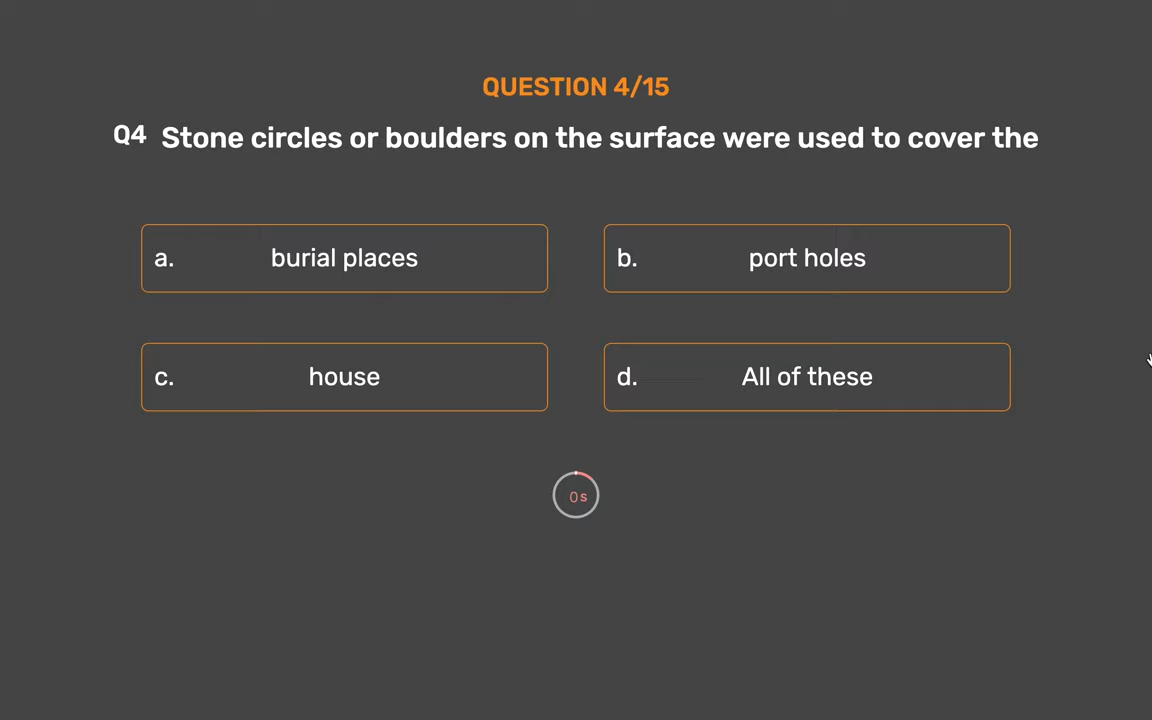 QUESTION 4/15
Q4 Stone circles or boulders on the surface were used to cover the
a. burial places
b. port holes
c. house
d. All of these
0s